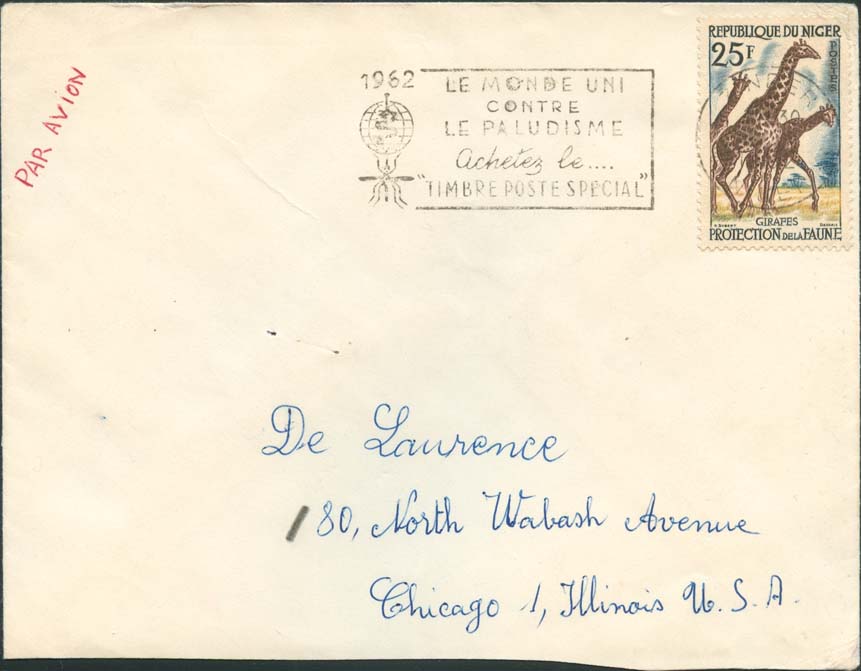 PAR AVION
1962
LE MONDE UNI
CONTRE
LE PALUDISME
Achetez le....
"TIMBRE POSTE SPECIAL"
REPUBLIQUE DU NIGER
25F
POSTES
GIRAFES
PROTECTION DE LA FAUNE
De Laurence
180, North Wabash Avenue
Chicago 1, Illinois U.S.A.